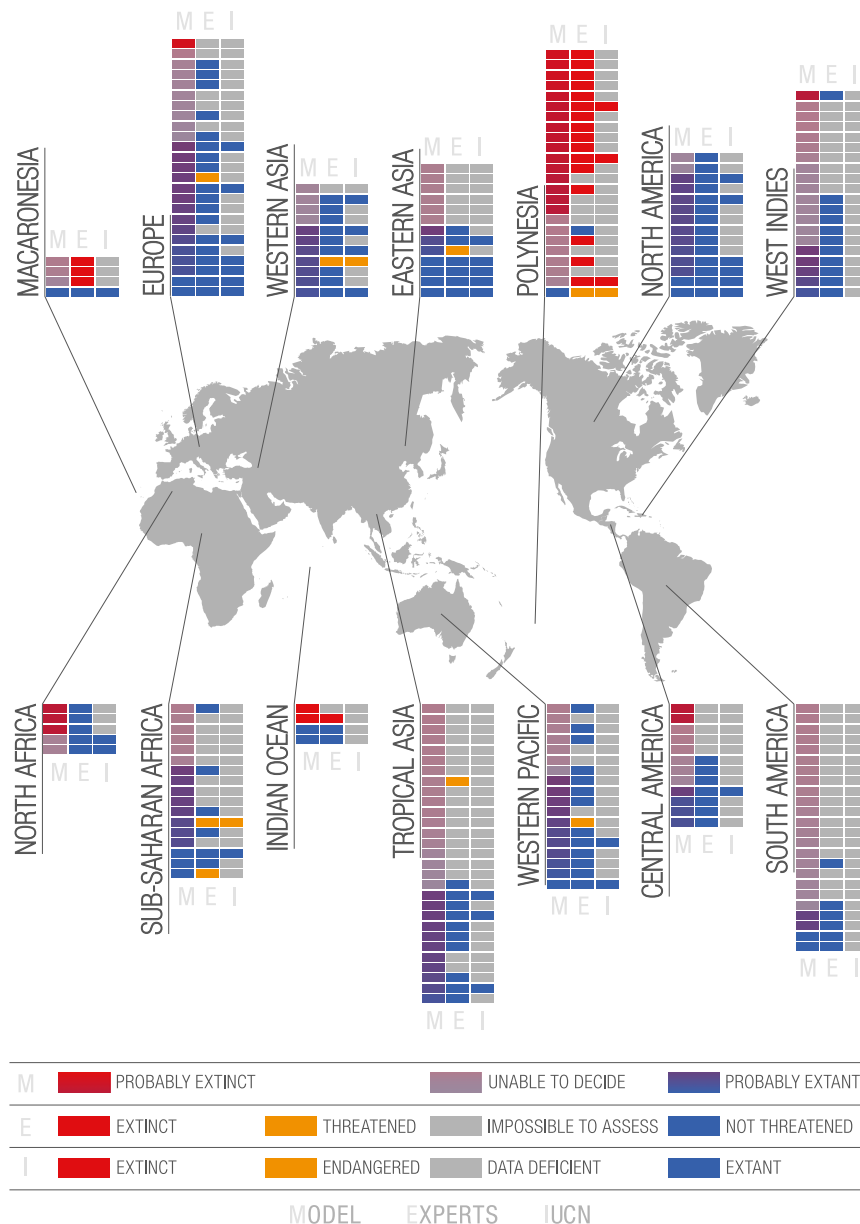 M E I
EUROPE
M E I
MACARONESIA
M E I
WESTERN ASIA
M E I
EASTERN ASIA
M E I
POLYNESIA
M E I
NORTH AMERICA
M E I
WEST INDIES
NORTH AFRICA
M E I
SUB-SAHARAN AFRICA
M E I
INDIAN OCEAN
M E I
TROPICAL ASIA
M E I
WESTERN PACIFIC
M E I
CENTRAL AMERICA
M E I
SOUTH AMERICA
M E I
M PROBABLY EXTINCT UNABLE TO DECIDE PROBABLY EXTANT
E EXTINCT THREATENED IMPOSSIBLE TO ASSESS NOT THREATENED
I EXTINCT ENDANGERED DATA DEFICIENT EXTANT
MODEL EXPERTS IUCN